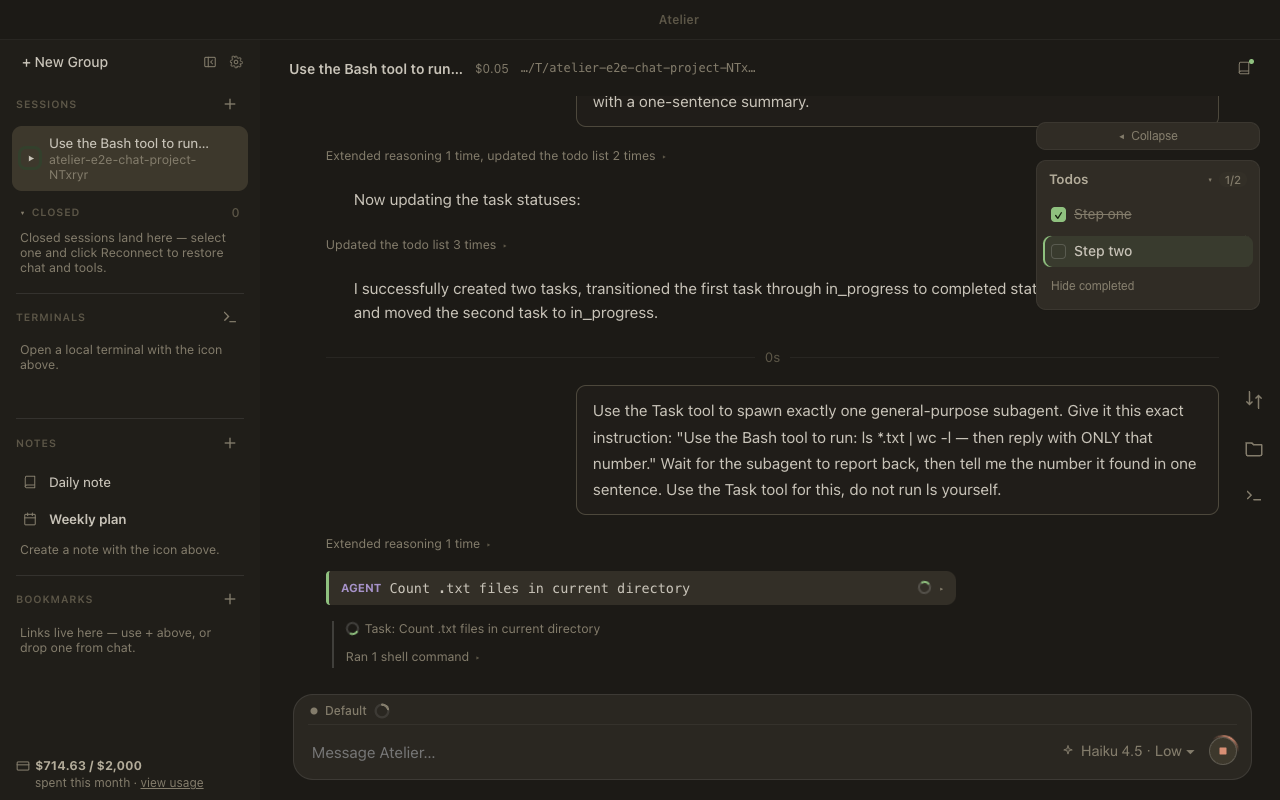 Atelier
+ New Group
SESSIONS
Use the Bash tool to run...
atelier-e2e-chat-project-
NTxryr
CLOSED
0
Closed sessions land here — select
one and click Reconnect to restore
chat and tools.
TERMINALS
Open a local terminal with the icon
above.
NOTES
Daily note
Weekly plan
Create a note with the icon above.
BOOKMARKS
Links live here — use + above, or
drop one from chat.
$714.63 / $2,000
spent this month · view usage
Use the Bash tool to run... $0.05 …/T/atelier-e2e-chat-project-NTx…
with a one-sentence summary.
Extended reasoning 1 time, updated the todo list 2 times
Now updating the task statuses:
Updated the todo list 3 times
I successfully created two tasks, transitioned the first task through in_progress to completed stat
and moved the second task to in_progress.
Collapse
Todos
1/2
Step one
Step two
Hide completed
0s
Use the Task tool to spawn exactly one general-purpose subagent. Give it this exact
instruction: "Use the Bash tool to run: ls *.txt | wc -l — then reply with ONLY that
number." Wait for the subagent to report back, then tell me the number it found in one
sentence. Use the Task tool for this, do not run ls yourself.
Extended reasoning 1 time
AGENT Count .txt files in current directory
Task: Count .txt files in current directory
Ran 1 shell command
Default
Message Atelier...
Haiku 4.5 · Low